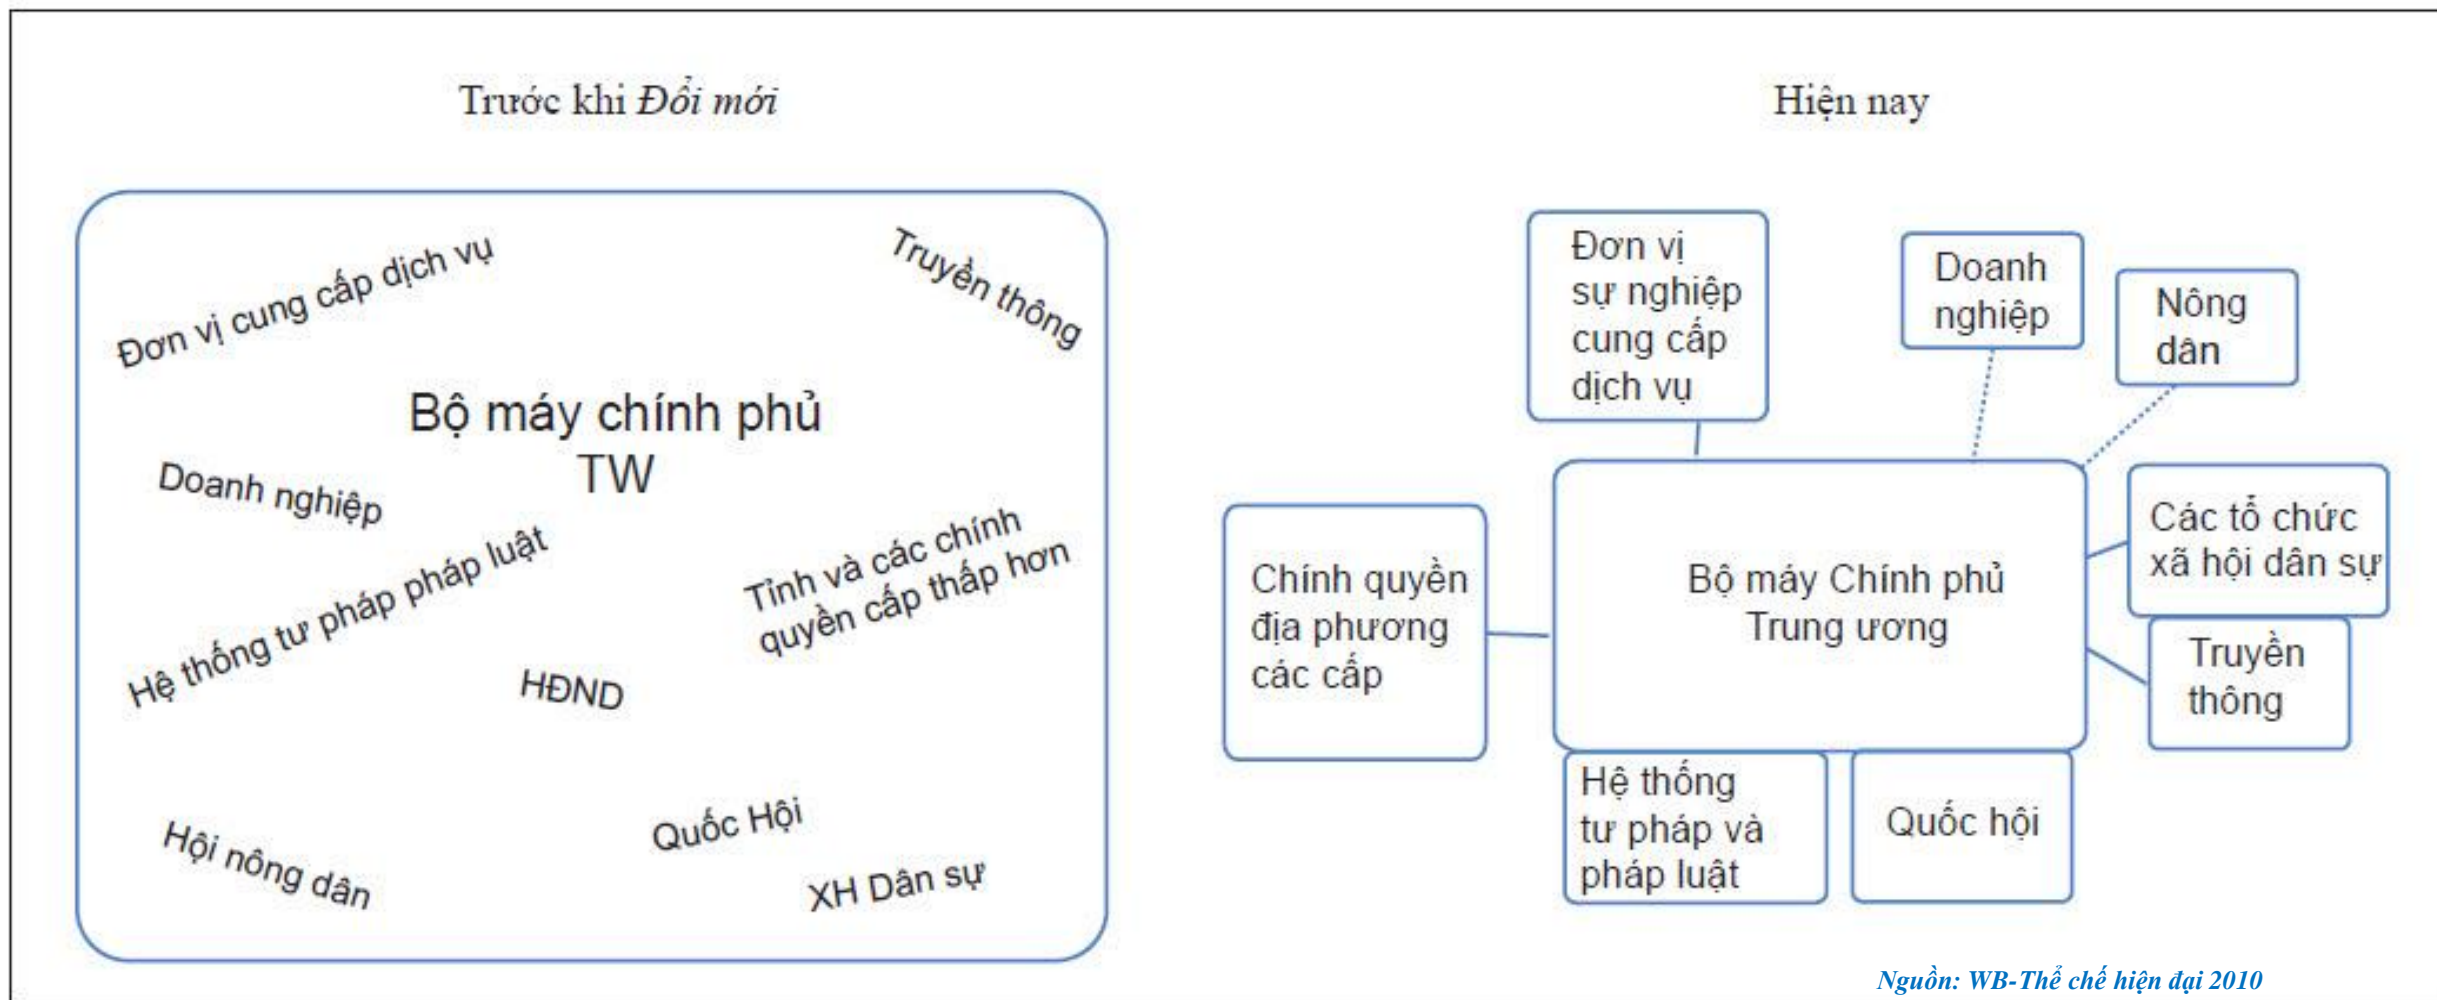 Trước khi Đổi mới
Đơn vị cung cấp dịch vụ
Truyền thông
Bộ máy chính phủ
TW
Doanh nghiệp
Hệ thống tư pháp pháp luật
Tỉnh và các chính
quyền cấp thấp hơn
HĐND
Quốc Hội
Hội nông dân
XH Dân sự
Hiện nay
Đơn vị
sự nghiệp
cung cấp
dịch vụ
Doanh
nghiệp
Nông
dân
Chính quyền
địa phương
các cấp
Bộ máy Chính phủ
Trung ương
Các tổ chức
xã hội dân sự
Truyền
thông
Hệ thống
tư pháp và
pháp luật
Quốc hội
Nguồn: WB-Thể chế hiện đại 2010